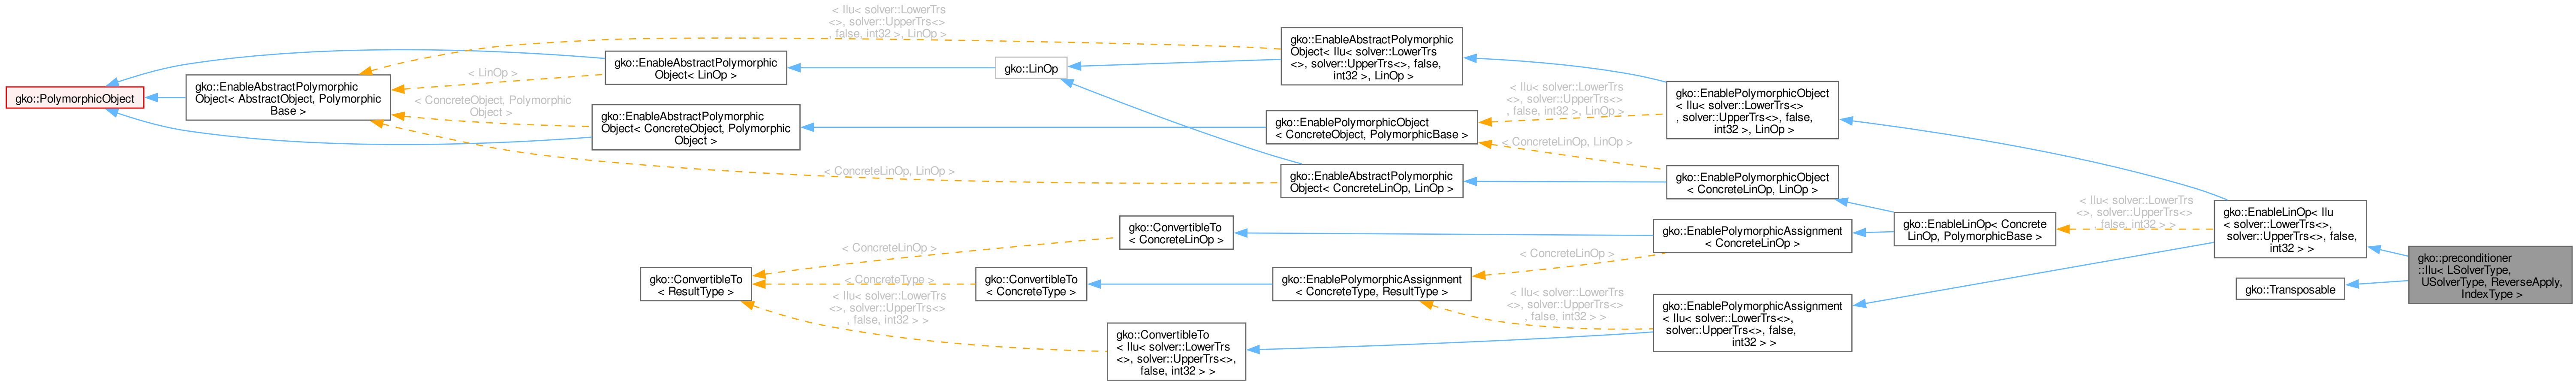 gko::PolymorphicObject
gko::EnableAbstractPolymorphic
Object< AbstractObject, Polymorphic
Base >
< Ilu< solver::LowerTrs
<>, solver::UpperTrs<>
, false, int32 >, LinOp >
< LinOp >
< ConcreteObject, Polymorphic
Object >
< ConcreteLinOp, LinOp >
gko::EnableAbstractPolymorphic
Object< LinOp >
gko::EnableAbstractPolymorphic
Object< ConcreteObject, Polymorphic
Object >
gko::ConvertibleTo
< ResultType >
< ConcreteLinOp >
< ConcreteType >
< Ilu< solver::LowerTrs
<>, solver::UpperTrs<>
, false, int32 > >
gko::LinOp
gko::ConvertibleTo
< ConcreteLinOp >
gko::ConvertibleTo
< ConcreteType >
gko::ConvertibleTo
< Ilu< solver::LowerTrs
<>, solver::UpperTrs<>,
false, int32 > >
gko::EnableAbstractPolymorphic
Object< Ilu< solver::LowerTrs
<>, solver::UpperTrs<>, false,
int32 >, LinOp >
gko::EnablePolymorphicObject
< ConcreteObject, PolymorphicBase >
gko::EnableAbstractPolymorphic
Object< ConcreteLinOp, LinOp >
gko::EnablePolymorphicAssignment
< ConcreteType, ResultType >
< Ilu< solver::LowerTrs
<>, solver::UpperTrs<>
, false, int32 >, LinOp >
< ConcreteLinOp, LinOp >
< ConcreteLinOp >
< Ilu< solver::LowerTrs
<>, solver::UpperTrs<>
, false, int32 > >
gko::EnablePolymorphicObject
< Ilu< solver::LowerTrs<>
, solver::UpperTrs<>, false,
int32 >, LinOp >
gko::EnablePolymorphicObject
< ConcreteLinOp, LinOp >
gko::EnablePolymorphicAssignment
< ConcreteLinOp >
gko::EnablePolymorphicAssignment
< Ilu< solver::LowerTrs<>,
solver::UpperTrs<>, false,
int32 > >
gko::EnableLinOp< Concrete
LinOp, PolymorphicBase >
< Ilu< solver::LowerTrs
<>, solver::UpperTrs<>
, false, int32 > >
gko::EnableLinOp< Ilu
< solver::LowerTrs<>,
solver::UpperTrs<>, false,
int32 > >
gko::Transposable
gko::preconditioner
::Ilu< LSolverType,
USolverType, ReverseApply,
IndexType >